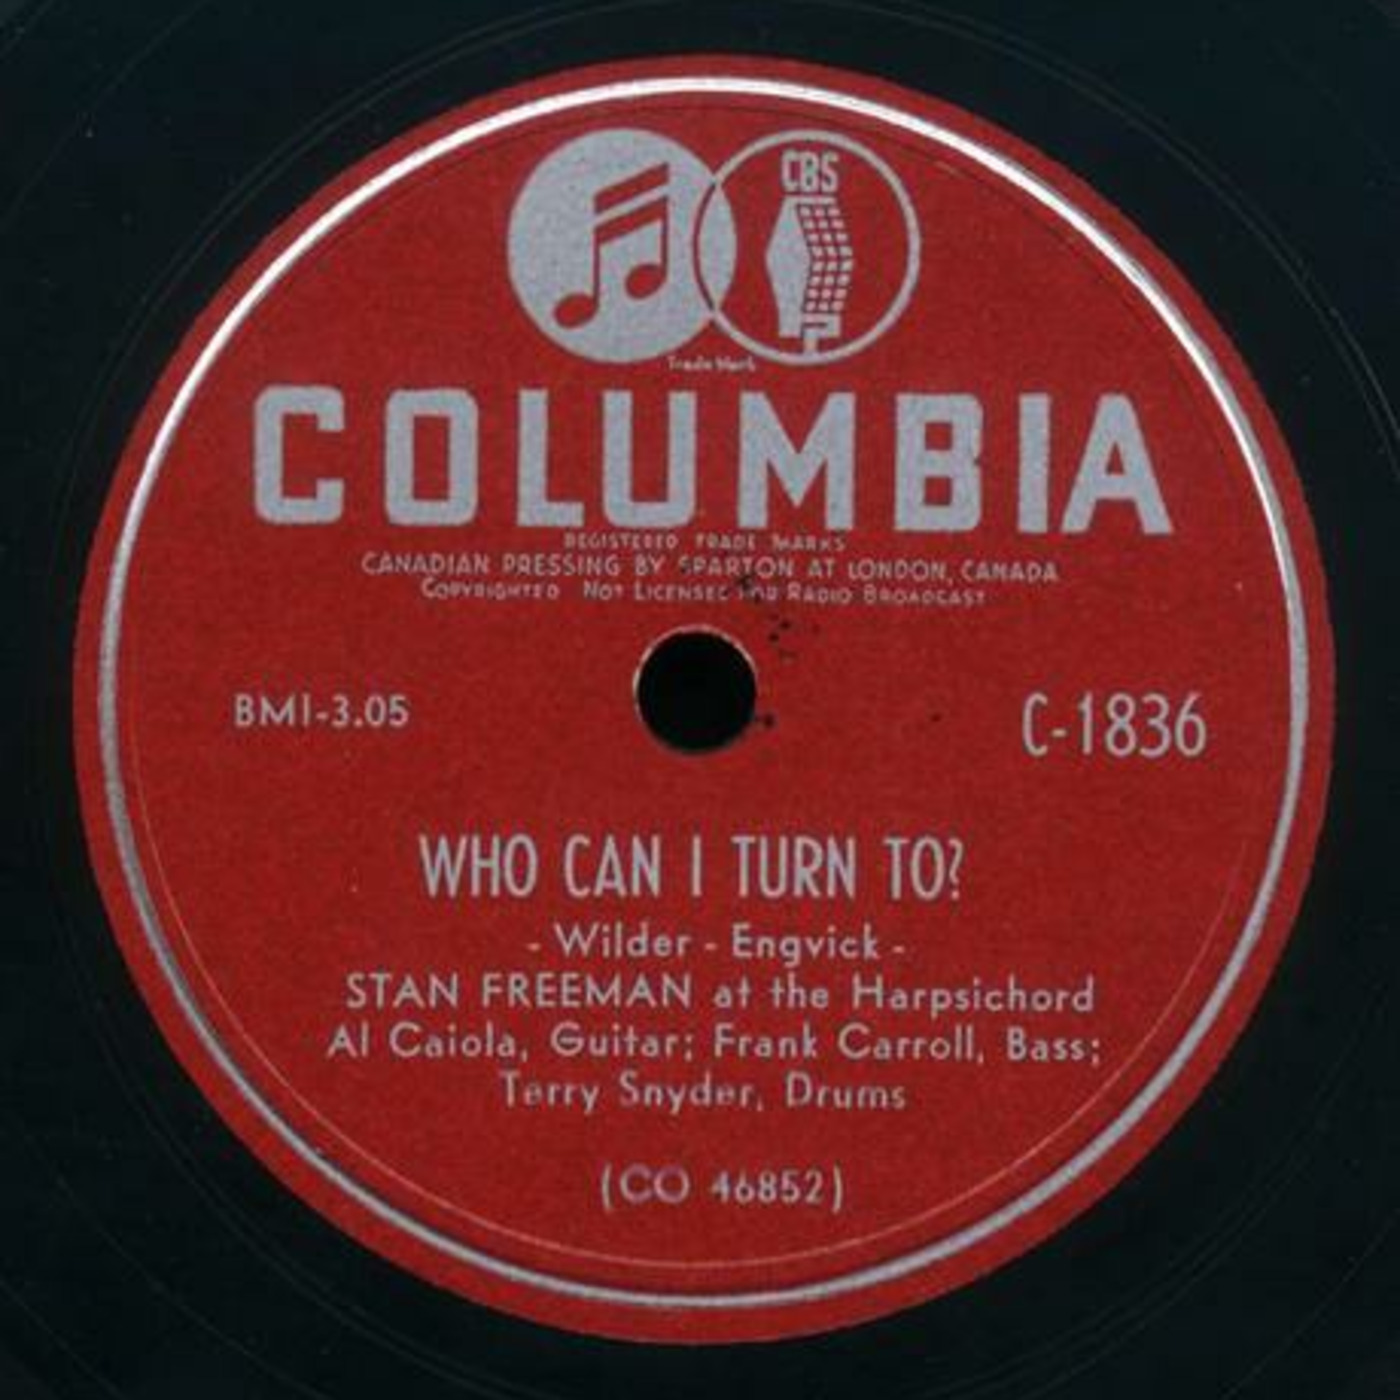 CBS
Trade Mark
COLUMBIA
REGISTERED TRADE MARKS
CANADIAN PRESSING BY SPARTON AT LONDON, CANADA
COPYRIGHTED NOT LICENSED FOR RADIO BROADCAST
BMI-3.05
C-1836
WHO CAN I TURN TO?
- Wilder - Engvick -
STAN FREEMAN at the Harpsichord
Al Caiola, Guitar; Frank Carroll, Bass;
Terry Snyder, Drums
(CO 46852)